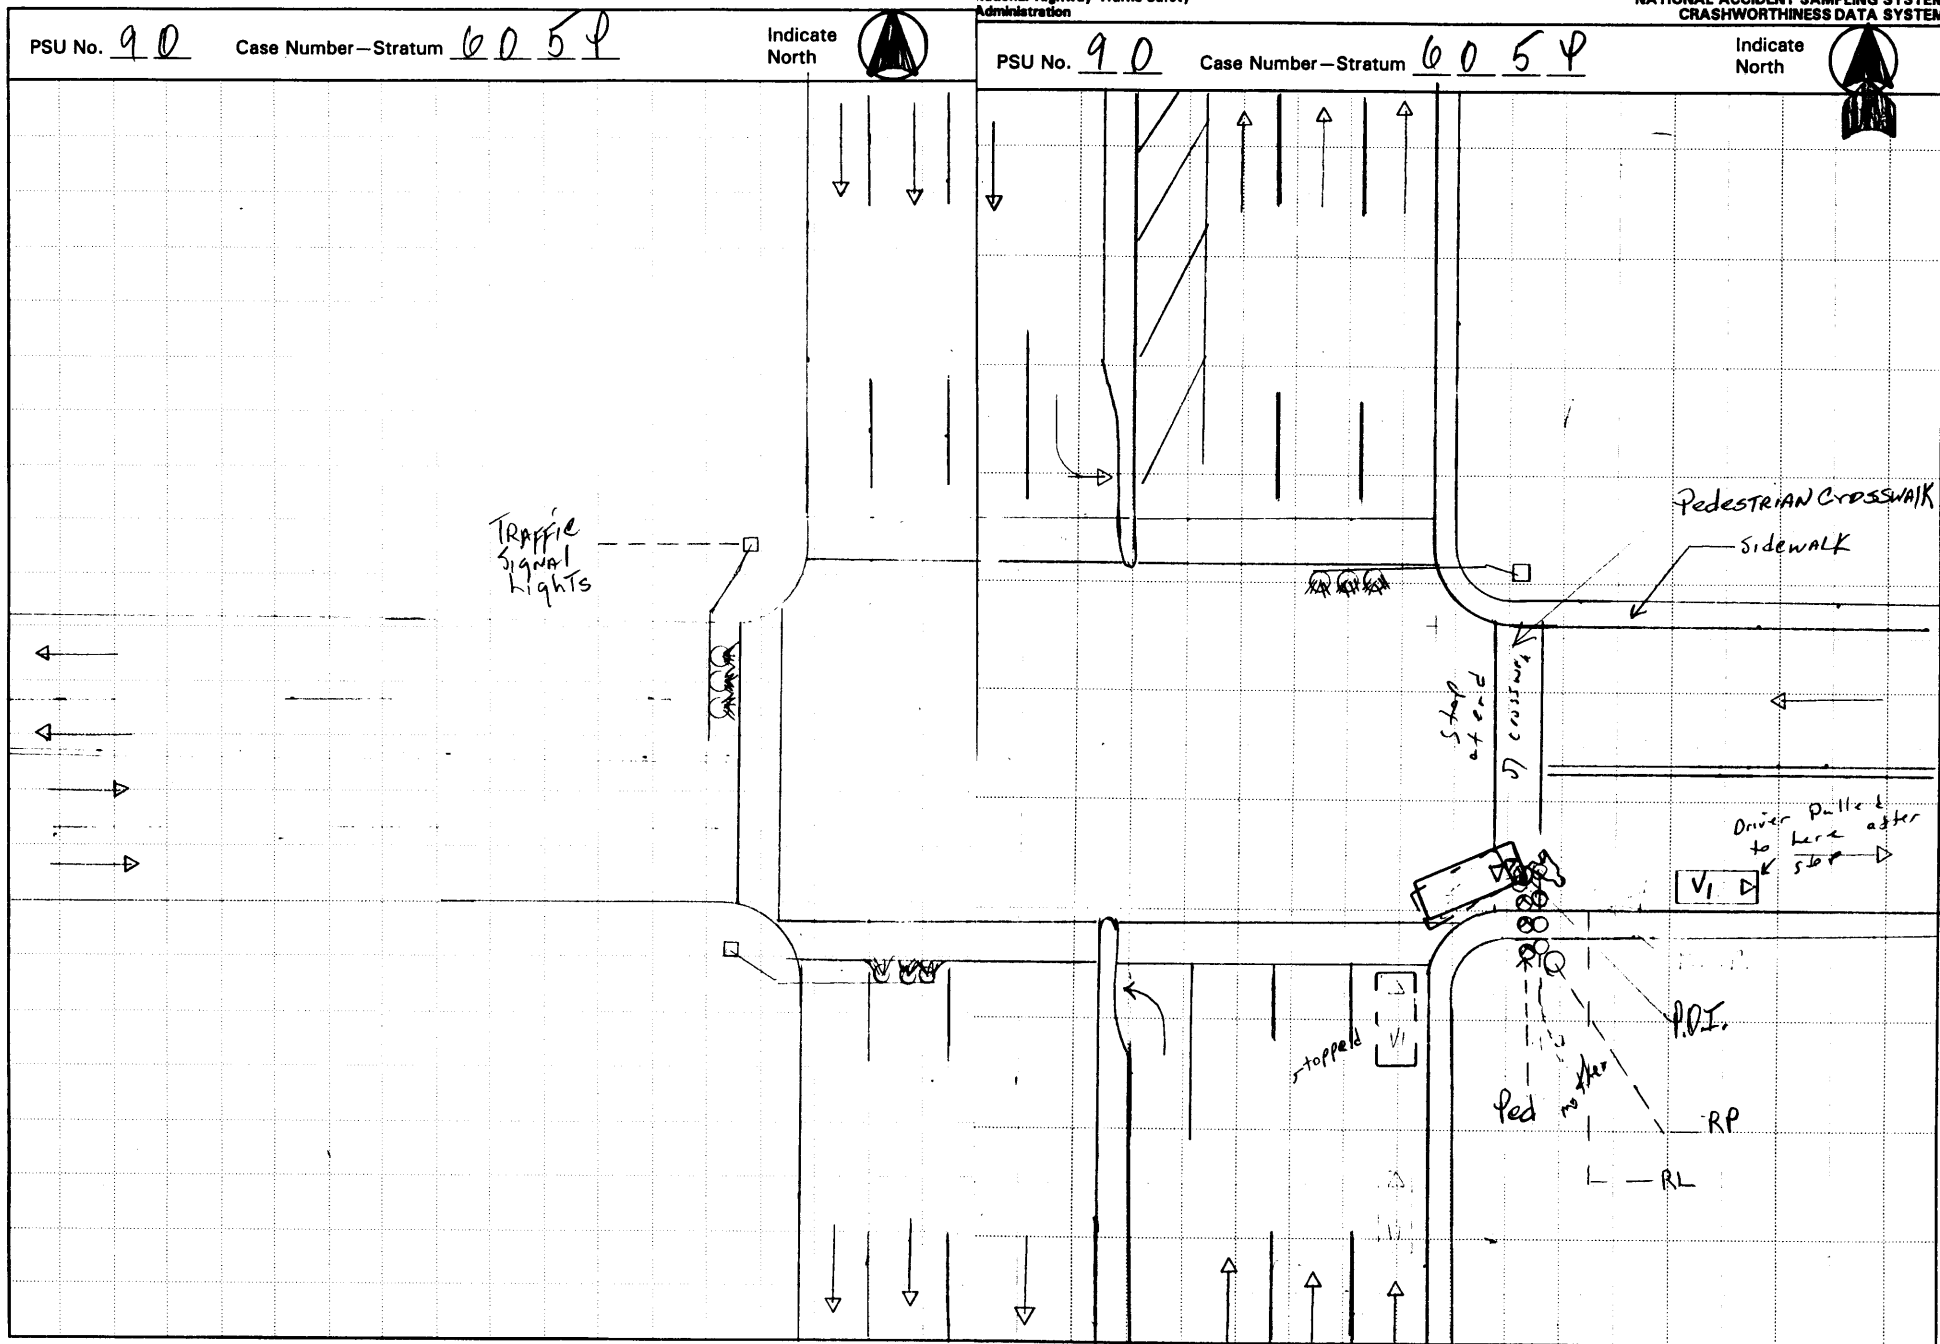 Administration
NATIONAL ACCIDENT SAMPLING SYSTEM
CRASHWORTHINESS DATA SYSTEM
PSU No. 9 0 Case Number—Stratum 6 0 5 P
Indicate
North
PSU No. 9 0 Case Number—Stratum 6 0 5 P
Indicate
North
TRAFFIC
SIGNAL
LIGHTS
Pedestrian Crosswalk
Sidewalk
Stop
at end
crosswalk
Driver Pulled
to here after
stop
V1
stopped
V1
P.O.I.
Ped
mother
RP
RL
V1